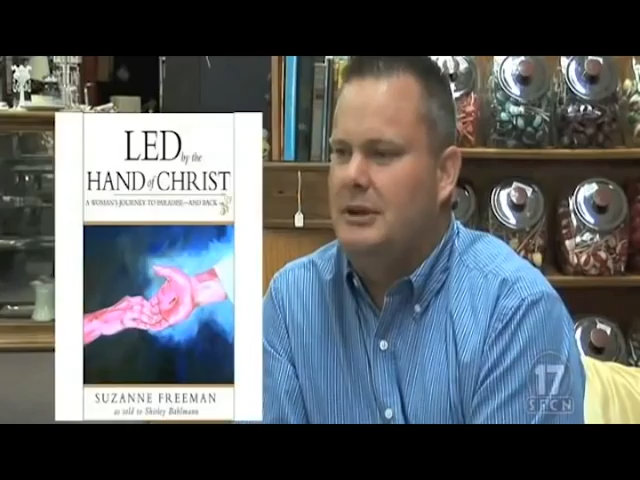 LED by the
HAND of CHRIST
A WOMAN'S JOURNEY TO PARADISE—AND BACK
SUZANNE FREEMAN
as told to Shirley Bahlmann
17
SFCN